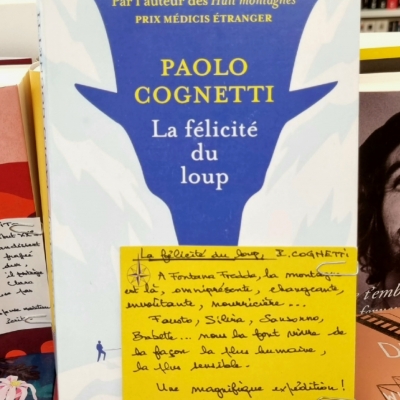 Par l'auteur des Huit montagnes
PRIX MÉDICIS ÉTRANGER
PAOLO
COGNETTI
La félicité
du
loup
La félicité du loup, P. COGNETTI
A Fontana Fredda, la montagne
est là, omniprésente, changeante,
envoûtante, nourricière...
Fausto, Silvia, Santorso,
Babette... nous la font vivre de
la façon la plus humaine,
la plus sensible.
Une magnifique expédition !
t'emb